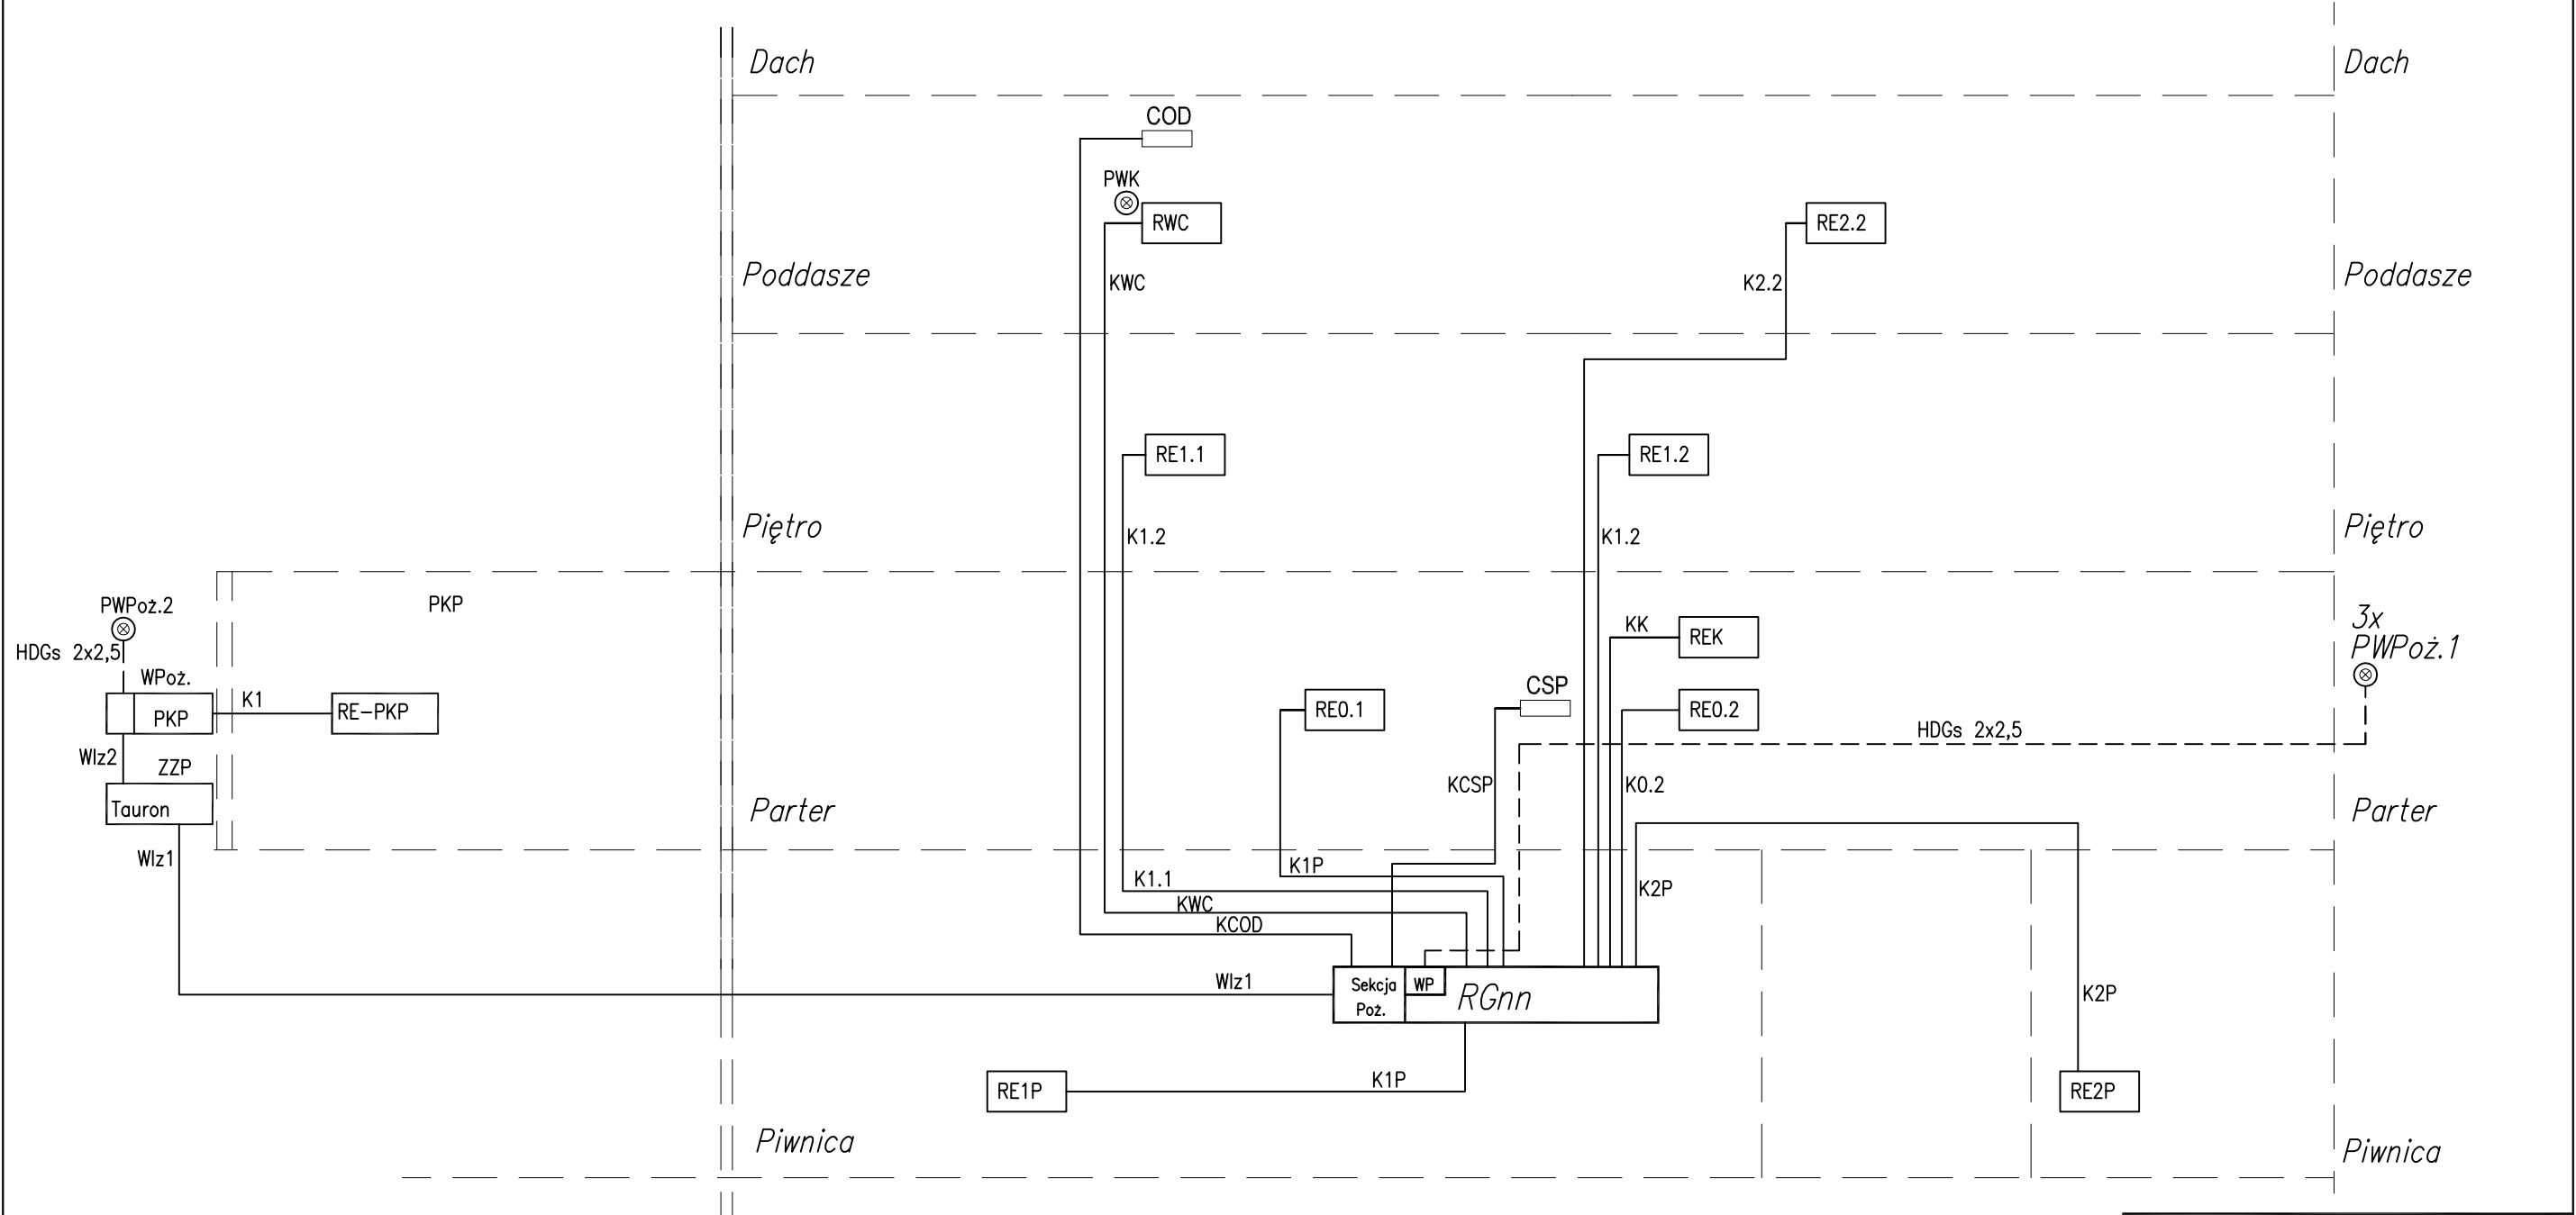 Dach
Dach
COD
PWK
RWC
RE2.2
Poddasze
KWC
K2.2
Poddasze
RE1.1
RE1.2
Piętro
K1.2
K1.2
Piętro
PWPoż.2
PKP
HDGs 2x2,5
KK
REK
3x
PWPoż.1
WPoż.
PKP
K1
RE-PKP
RE0.1
CSP
RE0.2
HDGs 2x2,5
WIz2
ZZP
Tauron
KCSP
K0.2
Parter
Parter
WIz1
K1P
K1.1
K2P
KWC
KCOD
WIz1
Sekcja
Poż.
WP
RGnn
K2P
RE1P
K1P
RE2P
Piwnica
Piwnica